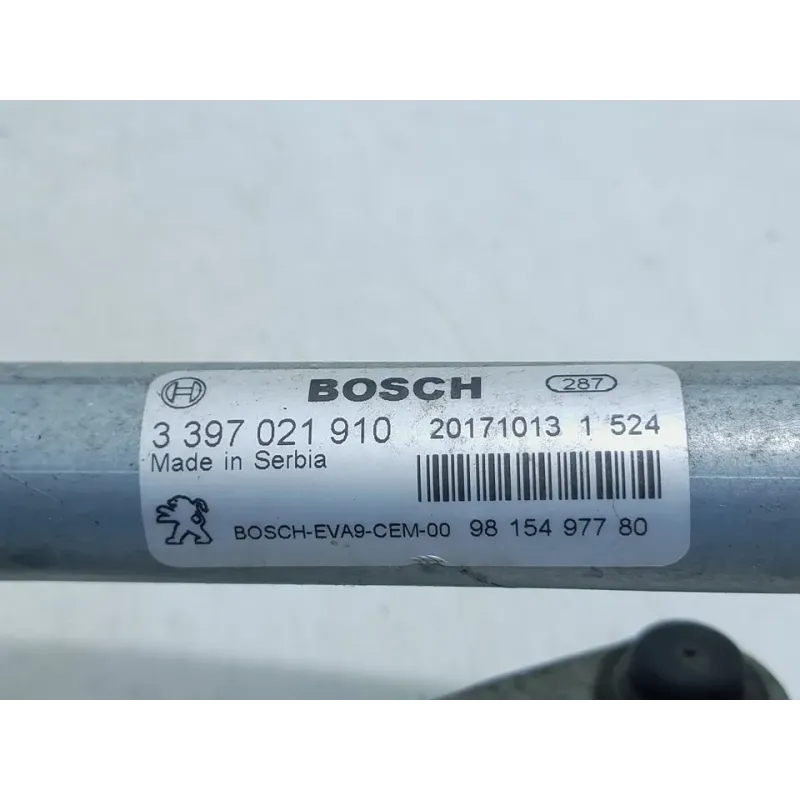 BOSCH 287
3 397 021 910 20171013 1 524
Made in Serbia
BOSCH-EVA9-CEM-00 98 154 977 80